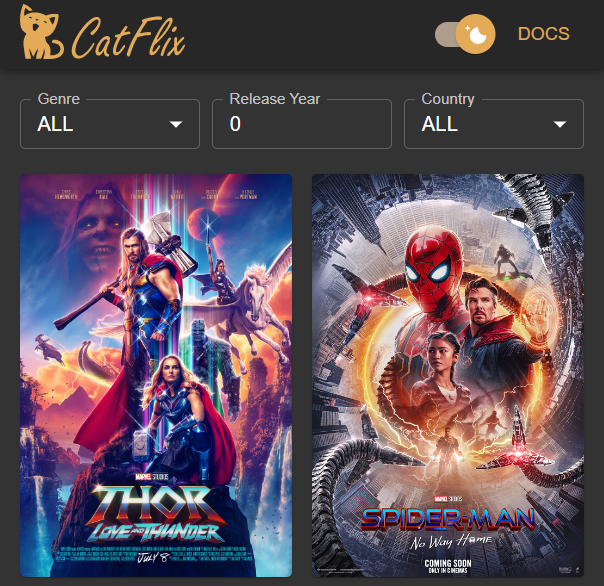 CatFlix
DOCS
Genre
ALL
Release Year
0
Country
ALL
MARVEL STUDIOS
THOR
LOVE AND THUNDER
JULY 8
MARVEL STUDIOS
SPIDER-MAN
No Way Home
COMING SOON
ONLY IN CINEMAS